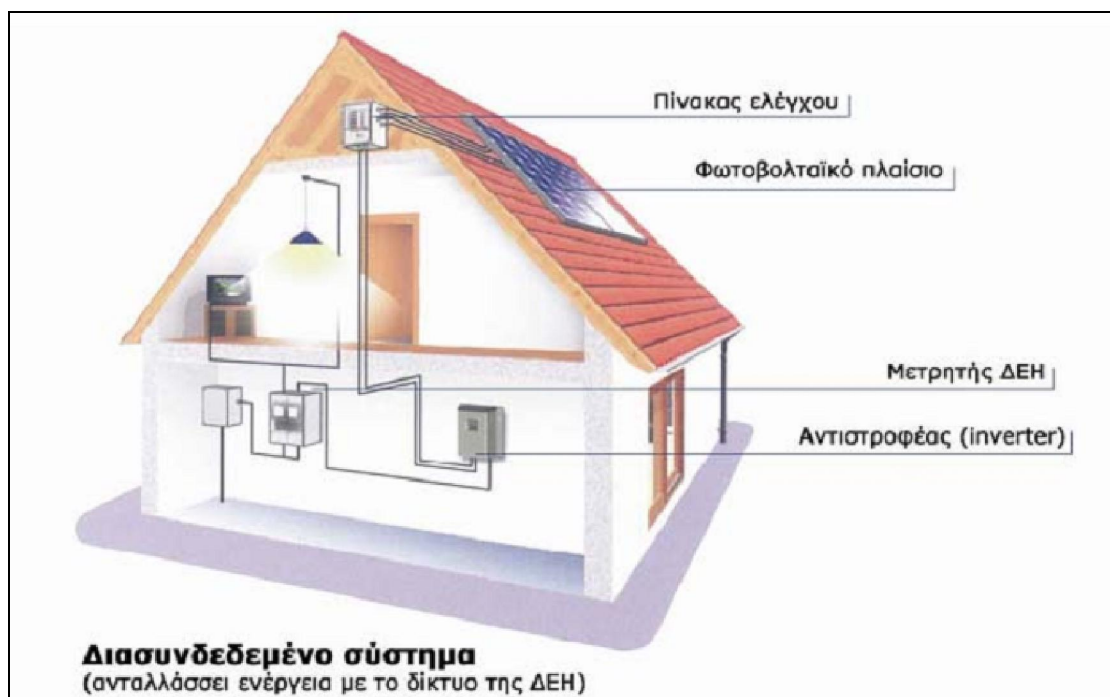 Πίνακας ελέγχου
Φωτοβολταϊκό πλαίσιο
Μετρητής ΔΕΗ
Αντιστροφέας (inverter)
Διασυνδεδεμένο σύστημα
(ανταλλάσσει ενέργεια με το δίκτυο της ΔΕΗ)